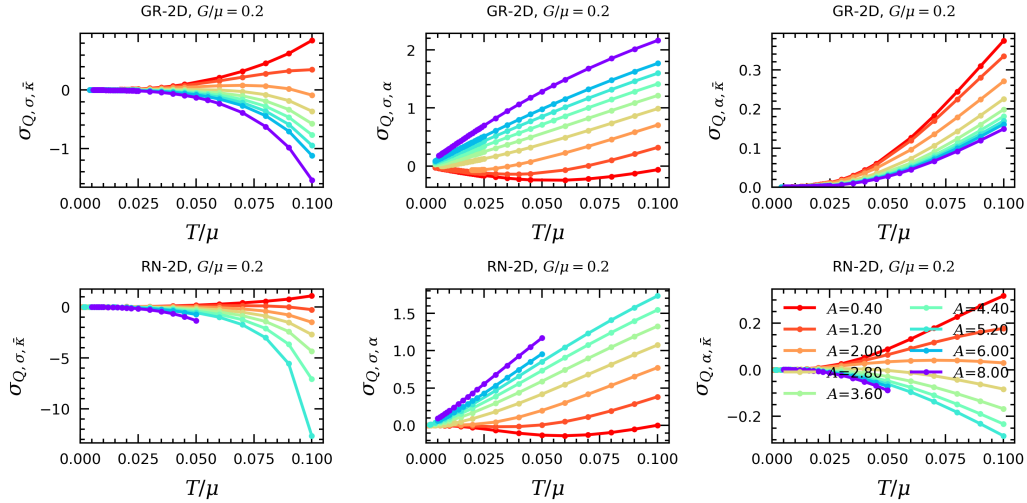 GR-2D, G/μ = 0.2
σQ, σ, κ̄
0
−1
0.000 0.025 0.050 0.075 0.100
T/μ
GR-2D, G/μ = 0.2
σQ, σ, α
2
1
0
0.000 0.025 0.050 0.075 0.100
T/μ
GR-2D, G/μ = 0.2
σQ, α, κ̄
0.3
0.2
0.1
0.0
0.000 0.025 0.050 0.075 0.100
T/μ
RN-2D, G/μ = 0.2
σQ, σ, κ̄
0
−5
−10
0.000 0.025 0.050 0.075 0.100
T/μ
RN-2D, G/μ = 0.2
σQ, σ, α
1.5
1.0
0.5
0.0
0.000 0.025 0.050 0.075 0.100
T/μ
RN-2D, G/μ = 0.2
σQ, α, κ̄
0.2
0.0
−0.2
A=0.40
A=1.20
A=2.00
A=2.80
A=3.60
A=4.40
A=5.20
A=6.00
A=8.00
0.000 0.025 0.050 0.075 0.100
T/μ